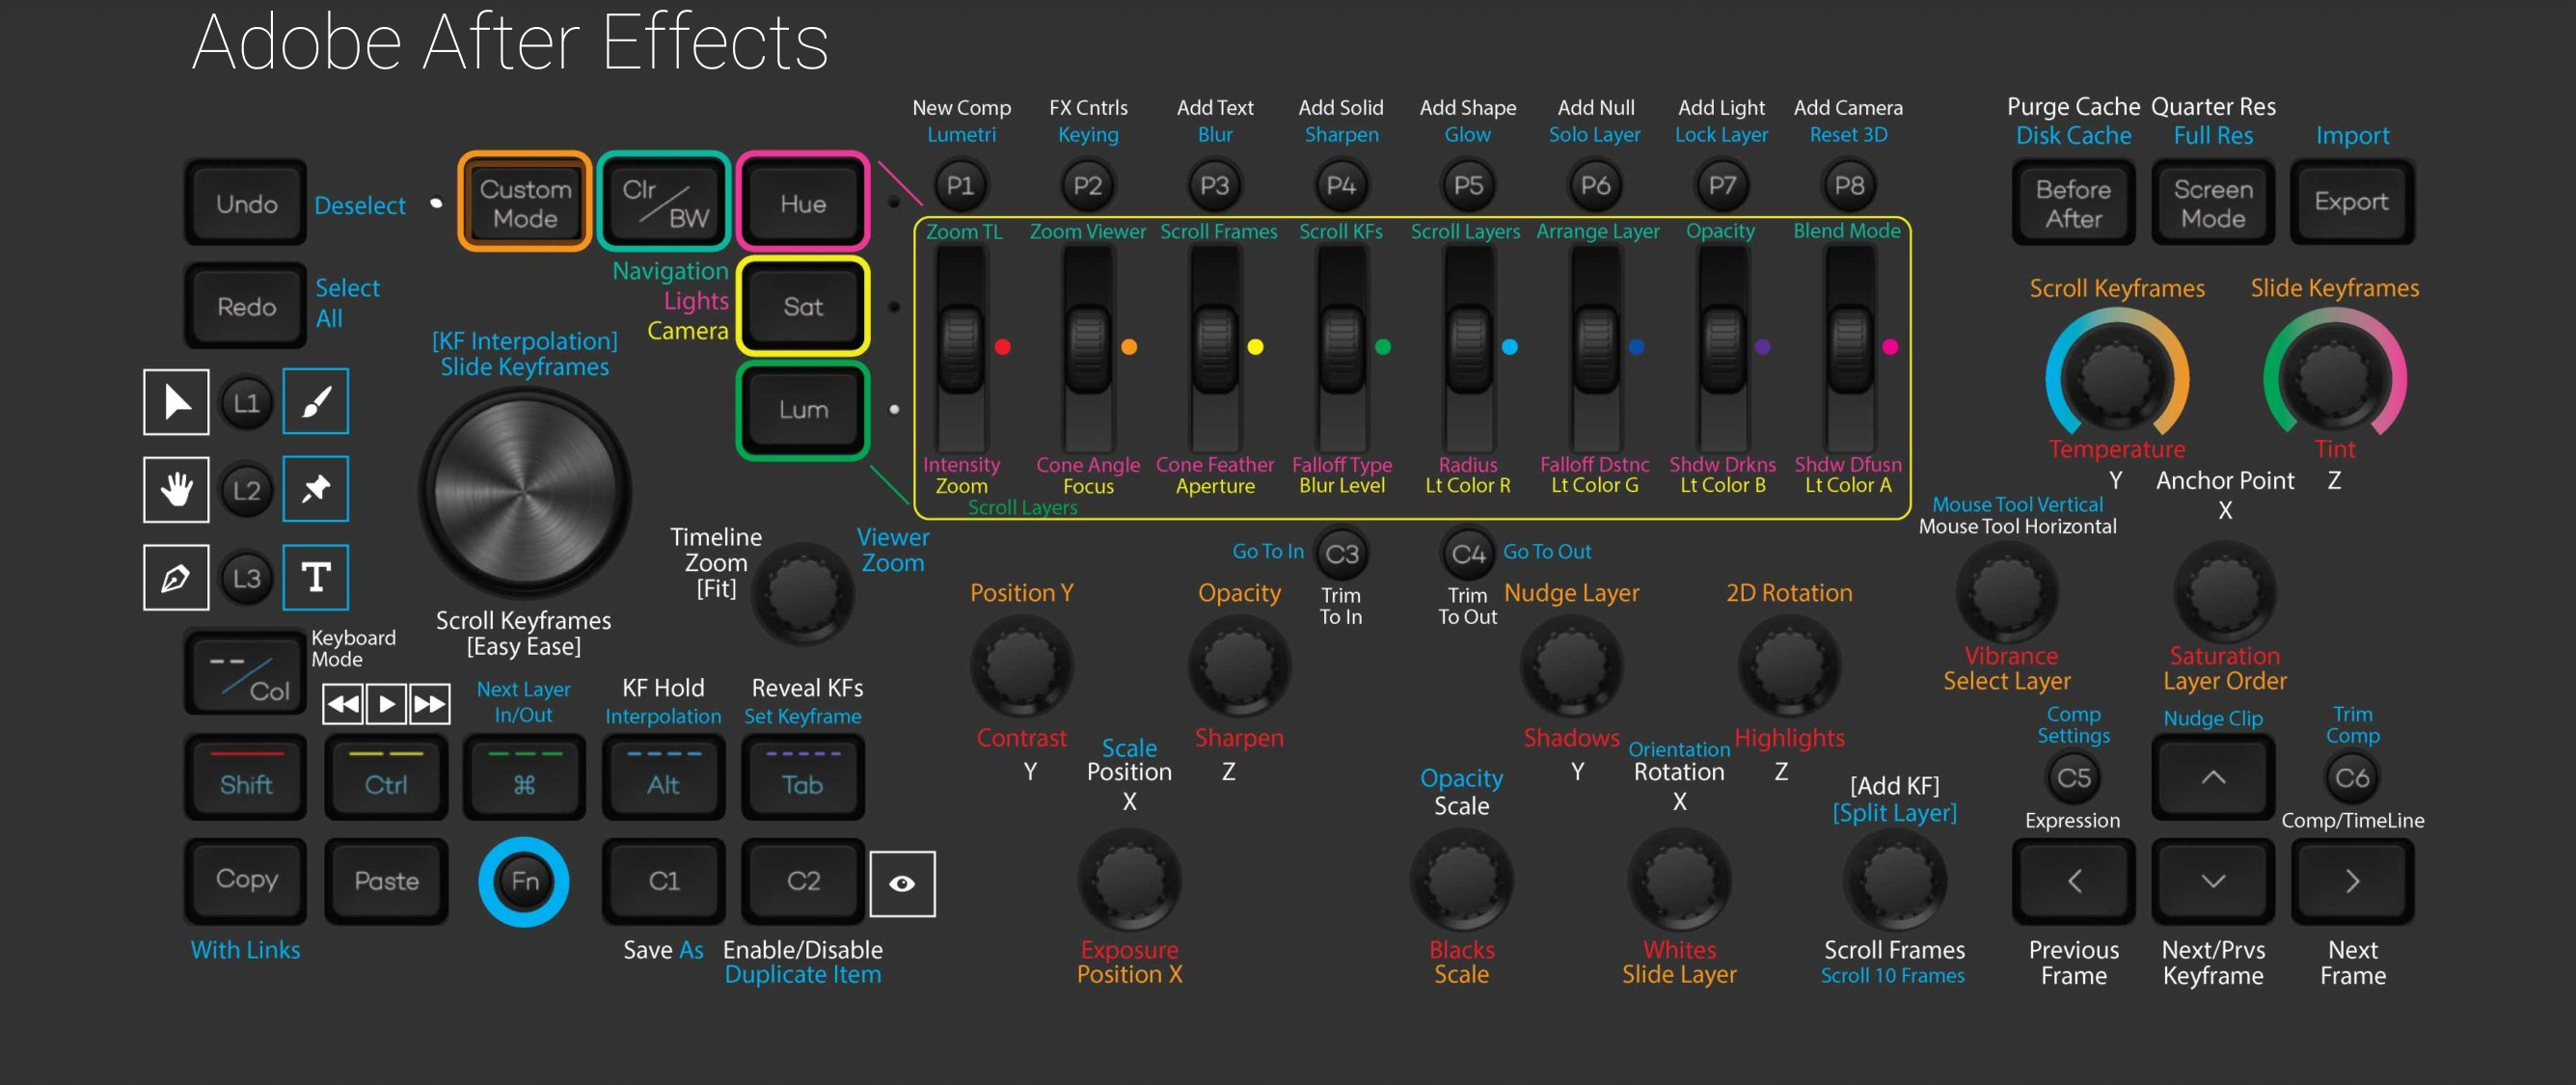 Adobe After Effects
New Comp FX Cntrls Add Text Add Solid Add Shape Add Null Add Light Add Camera
Lumetri Keying Blur Sharpen Glow Solo Layer Lock Layer Reset 3D
P1 P2 P3 P4 P5 P6 P7 P8
Purge Cache Quarter Res
Disk Cache Full Res Import
Before After
Screen Mode
Export
Undo
Deselect
Custom Mode
Clr / BW
Hue
Redo
Select All
Navigation
Lights
Camera
Sat
Lum
Zoom TL Zoom Viewer Scroll Frames Scroll KFs Scroll Layers Arrange Layer Opacity Blend Mode
Intensity Cone Angle Cone Feather Falloff Type Radius Falloff Dstnc Shdw Drkns Shdw Dfusn
Zoom Focus Aperture Blur Level Lt Color R Lt Color G Lt Color B Lt Color A
Scroll Layers
Scroll Keyframes
Slide Keyframes
Temperature
Tint
Y Anchor Point Z
X
Mouse Tool Vertical
Mouse Tool Horizontal
[KF Interpolation]
Slide Keyframes
L1
L2
L3
T
Scroll Keyframes
[Easy Ease]
Timeline
Zoom
[Fit]
Viewer
Zoom
Go To In
C3
Trim
To In
C4
Go To Out
Trim
To Out
Position Y
Opacity
Nudge Layer
2D Rotation
Contrast
Sharpen
Shadows
Highlights
Vibrance
Select Layer
Saturation
Layer Order
-- / Col
Keyboard
Mode
Next Layer
In/Out
KF Hold
Interpolation
Reveal KFs
Set Keyframe
Shift
Ctrl
⌘
Alt
Tab
Scale
Y Position Z
X
Opacity
Scale
Orientation
Y Rotation Z
X
[Add KF]
[Split Layer]
Comp
Settings
C5
Expression
Nudge Clip
Trim
Comp
C6
Comp/TimeLine
Copy
Paste
Fn
C1
C2
With Links
Save As
Enable/Disable
Duplicate Item
Exposure
Position X
Blacks
Scale
Whites
Slide Layer
Scroll Frames
Scroll 10 Frames
Previous
Frame
Next/Prvs
Keyframe
Next
Frame